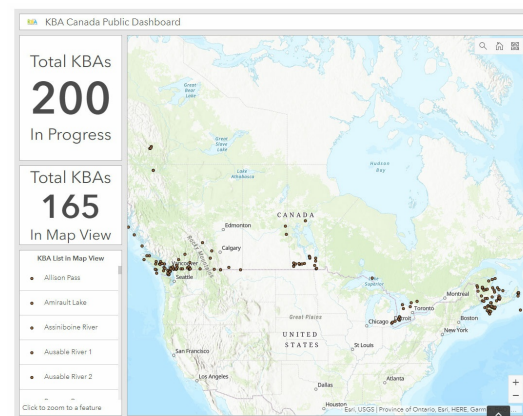 KBA Canada Public Dashboard
Total KBAs
200
In Progress
Total KBAs
165
In Map View
KBA List in Map View
Allison Pass
Amirault Lake
Assiniboine River
Ausable River 1
Ausable River 2
Click to zoom to a feature
Great
Bear
Lake
Great
Slave
Lake
Lake
Athabasca
Hudson
Bay
CANADA
Edmonton
Calgary
Rocky Mountains
Vancouver
Seattle
Superior
Montreal
Toronto
Detroit
Chicago
Boston
New York
Great Plains
UNITED
STATES
St Louis
San Francisco
Los Angeles
Atlanta
Dallas
Houston
Esri, USGS | Province of Ontario, Esri, HERE, Garm
+
−